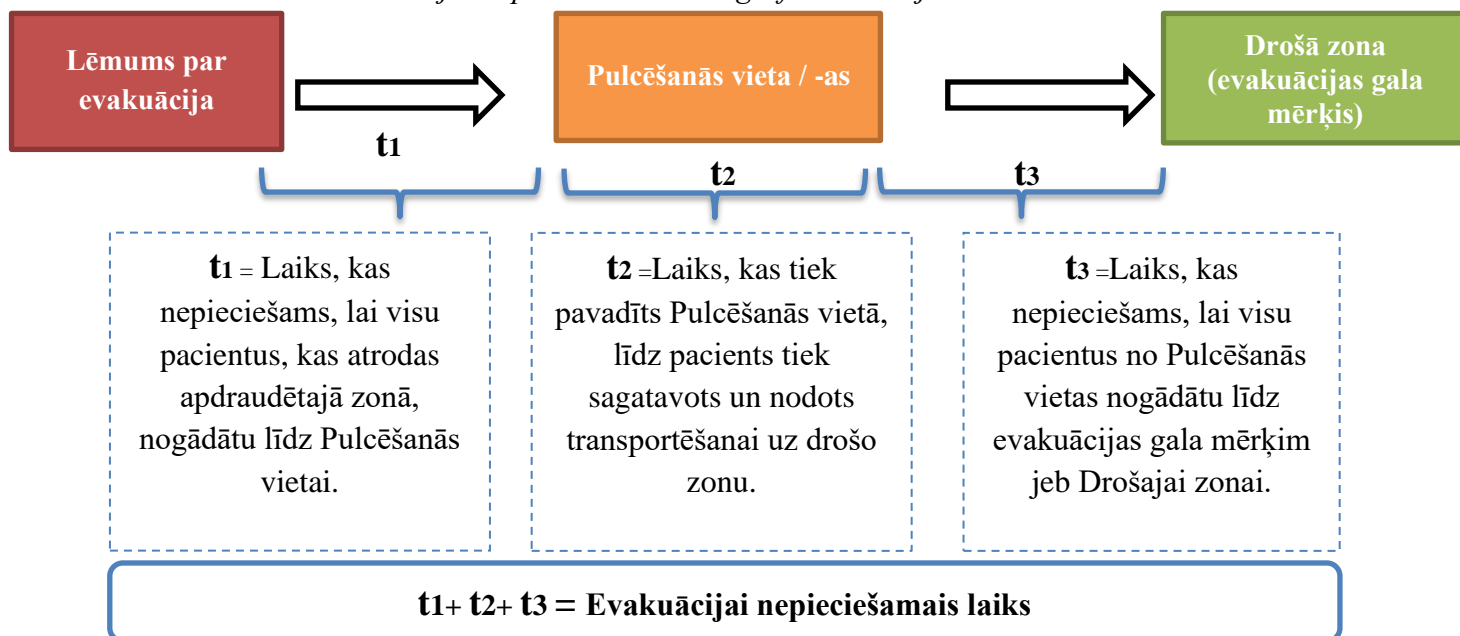 Lēmums par
evakuācija
Pulcēšanās vieta / -as
Drošā zona
(evakuācijas gala
mērķis)
t1
t2
t3
t1 = Laiks, kas
nepieciešams, lai visu
pacientus, kas atrodas
apdraudētajā zonā,
nogādātu līdz Pulcēšanās
vietai.
t2 =Laiks, kas tiek
pavadīts Pulcēšanās vietā,
līdz pacients tiek
sagatavots un nodots
transportēšanai uz drošo
zonu.
t3 =Laiks, kas
nepieciešams, lai visu
pacientus no Pulcēšanās
vietas nogādātu līdz
evakuācijas gala mērķim
jeb Drošajai zonai.
t1+ t2+ t3 = Evakuācijai nepieciešamais laiks